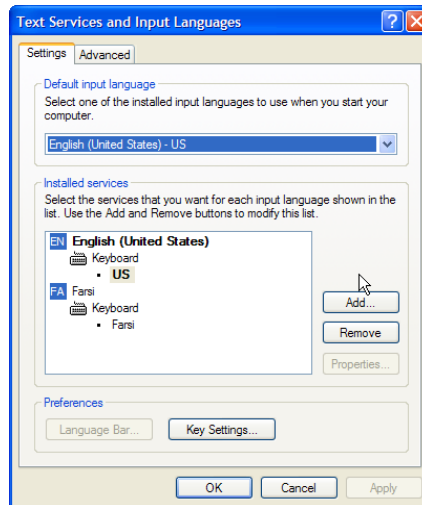 Text Services and Input Languages
Settings Advanced
Default input language
Select one of the installed input languages to use when you start your
computer.
English (United States) - US
Installed services
Select the services that you want for each input language shown in the
list. Use the Add and Remove buttons to modify this list.
EN English (United States)
Keyboard
• US
FA Farsi
Keyboard
• Farsi
Add...
Remove
Properties...
Preferences
Language Bar...
Key Settings...
OK Cancel Apply